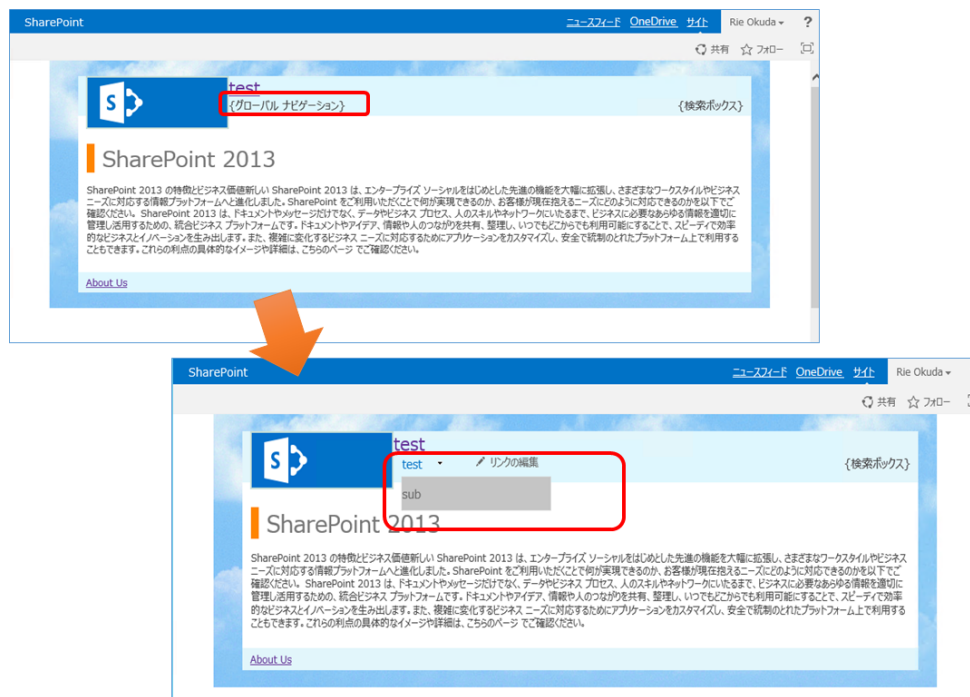 SharePoint
ニュースフィード OneDrive サイト Rie Okuda ?
共有 フォロー
S
test
{グローバル ナビゲーション}
{検索ボックス}
SharePoint 2013
SharePoint 2013 の特徴とビジネス価値新しい SharePoint 2013 は、エンタープライズ ソーシャルをはじめとした先進の機能を大幅に拡張し、さまざまなワークスタイルやビジネス
ニーズに対応する情報プラットフォームへと進化しました。SharePoint をご利用いただくことで何が実現できるのか、お客様が現在抱えるニーズにどのように対応できるのかを以下でご
確認ください。SharePoint 2013 は、ドキュメントやメッセージだけでなく、データやビジネス プロセス、人のスキルやネットワークにいたるまで、ビジネスに必要なあらゆる情報を適切に
管理し活用するための、統合ビジネス プラットフォームです。ドキュメントやアイデア、情報や人のつながりを共有、整理し、いつでもどこからでも利用可能にすることで、スピーディで効率
的なビジネスとイノベーションを生み出します。また、複雑に変化するビジネス ニーズに対応するためにアプリケーションをカスタマイズし、安全で統制のとれたプラットフォーム上で利用する
こともできます。これらの利点の具体的なイメージや詳細は、こちらのページ でご確認ください。
About Us
SharePoint
ニュースフィード OneDrive サイト Rie Okuda
共有 フォロー
S
test
test リンクの編集
{検索ボックス}
sub
SharePoint 2013
SharePoint 2013 の特徴とビジネス価値新しい SharePoint 2013 は、エンタープライズ ソーシャルをはじめとした先進の機能を大幅に拡張し、さまざまなワークスタイルやビジネス
ニーズに対応する情報プラットフォームへと進化しました。SharePoint をご利用いただくことで何が実現できるのか、お客様が現在抱えるニーズにどのように対応できるのかを以下でご
確認ください。SharePoint 2013 は、ドキュメントやメッセージだけでなく、データやビジネス プロセス、人のスキルやネットワークにいたるまで、ビジネスに必要なあらゆる情報を適切に
管理し活用するための、統合ビジネス プラットフォームです。ドキュメントやアイデア、情報や人のつながりを共有、整理し、いつでもどこからでも利用可能にすることで、スピーディで効率
的なビジネスとイノベーションを生み出します。また、複雑に変化するビジネス ニーズに対応するためにアプリケーションをカスタマイズし、安全で統制のとれたプラットフォーム上で利用する
こともできます。これらの利点の具体的なイメージや詳細は、こちらのページ でご確認ください。
About Us